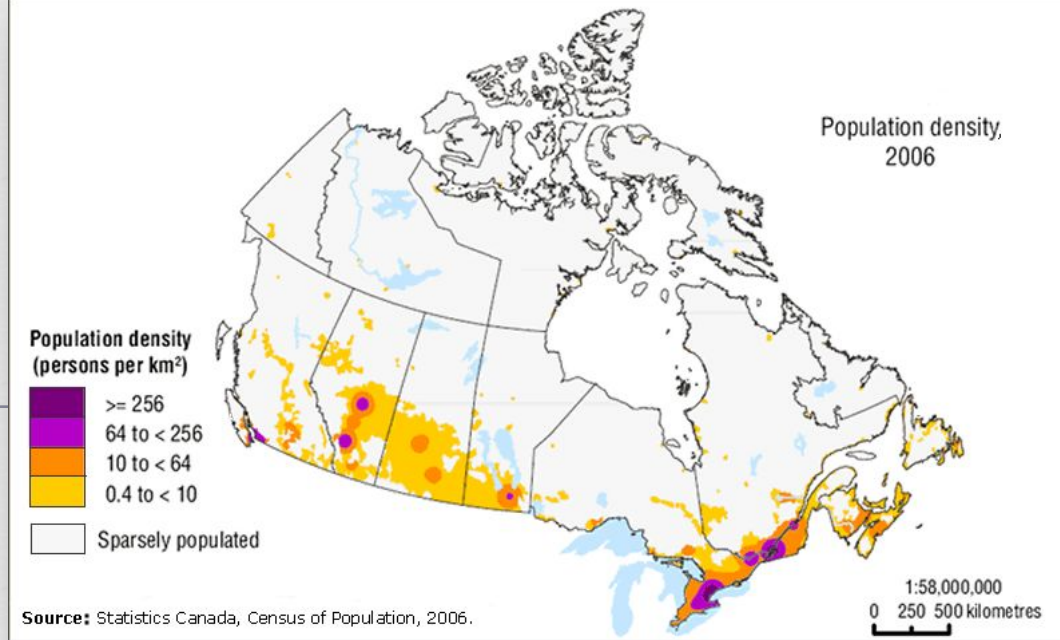 Population density,
2006
Population density
(persons per km²)
>= 256
64 to < 256
10 to < 64
0.4 to < 10
Sparsely populated
1:58,000,000
0 250 500 kilometres
Source: Statistics Canada, Census of Population, 2006.